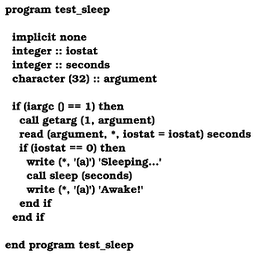 program test_sleep
implicit none
integer :: iostat
integer :: seconds
character (32) :: argument
if (iargc () == 1) then
call getarg (1, argument)
read (argument, *, iostat = iostat) seconds
if (iostat == 0) then
write (*, '(a)') 'Sleeping...'
call sleep (seconds)
write (*, '(a)') 'Awake!'
end if
end if
end program test_sleep